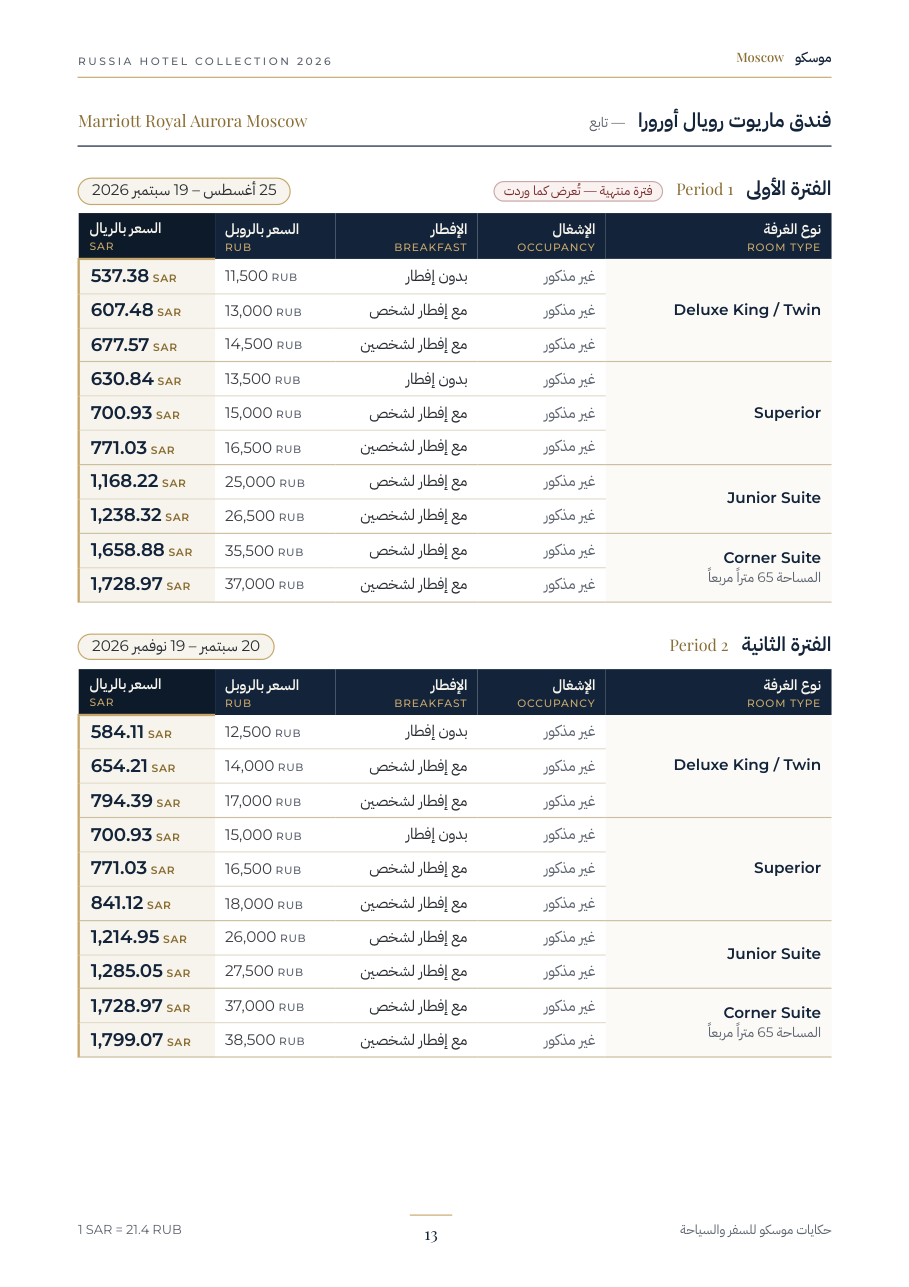 موسكو Moscow RUSSIA HOTEL COLLECTION 2026
فندق ماريوت رويال أورورا — تابع Marriott Royal Aurora Moscow
الفترة الأولى Period 1 فترة منتهية — تُعرض كما وردت 25 أغسطس – 19 سبتمبر 2026
نوع الغرفة الإشغال الإفطار السعر بالروبل السعر بالريال
ROOM TYPE OCCUPANCY BREAKFAST RUB SAR
Deluxe King / Twin
غير مذكور بدون إفطار 11,500 RUB 537.38 SAR
غير مذكور مع إفطار لشخص 13,000 RUB 607.48 SAR
غير مذكور مع إفطار لشخصين 14,500 RUB 677.57 SAR
Superior
غير مذكور بدون إفطار 13,500 RUB 630.84 SAR
غير مذكور مع إفطار لشخص 15,000 RUB 700.93 SAR
غير مذكور مع إفطار لشخصين 16,500 RUB 771.03 SAR
Junior Suite
غير مذكور مع إفطار لشخص 25,000 RUB 1,168.22 SAR
غير مذكور مع إفطار لشخصين 26,500 RUB 1,238.32 SAR
Corner Suite
المساحة 65 متراً مربعاً
غير مذكور مع إفطار لشخص 35,500 RUB 1,658.88 SAR
غير مذكور مع إفطار لشخصين 37,000 RUB 1,728.97 SAR
الفترة الثانية Period 2 20 سبتمبر – 19 نوفمبر 2026
نوع الغرفة الإشغال الإفطار السعر بالروبل السعر بالريال
ROOM TYPE OCCUPANCY BREAKFAST RUB SAR
Deluxe King / Twin
غير مذكور بدون إفطار 12,500 RUB 584.11 SAR
غير مذكور مع إفطار لشخص 14,000 RUB 654.21 SAR
غير مذكور مع إفطار لشخصين 17,000 RUB 794.39 SAR
Superior
غير مذكور بدون إفطار 15,000 RUB 700.93 SAR
غير مذكور مع إفطار لشخص 16,500 RUB 771.03 SAR
غير مذكور مع إفطار لشخصين 18,000 RUB 841.12 SAR
Junior Suite
غير مذكور مع إفطار لشخص 26,000 RUB 1,214.95 SAR
غير مذكور مع إفطار لشخصين 27,500 RUB 1,285.05 SAR
Corner Suite
المساحة 65 متراً مربعاً
غير مذكور مع إفطار لشخص 37,000 RUB 1,728.97 SAR
غير مذكور مع إفطار لشخصين 38,500 RUB 1,799.07 SAR
حكايات موسكو للسفر والسياحة 13 1 SAR = 21.4 RUB